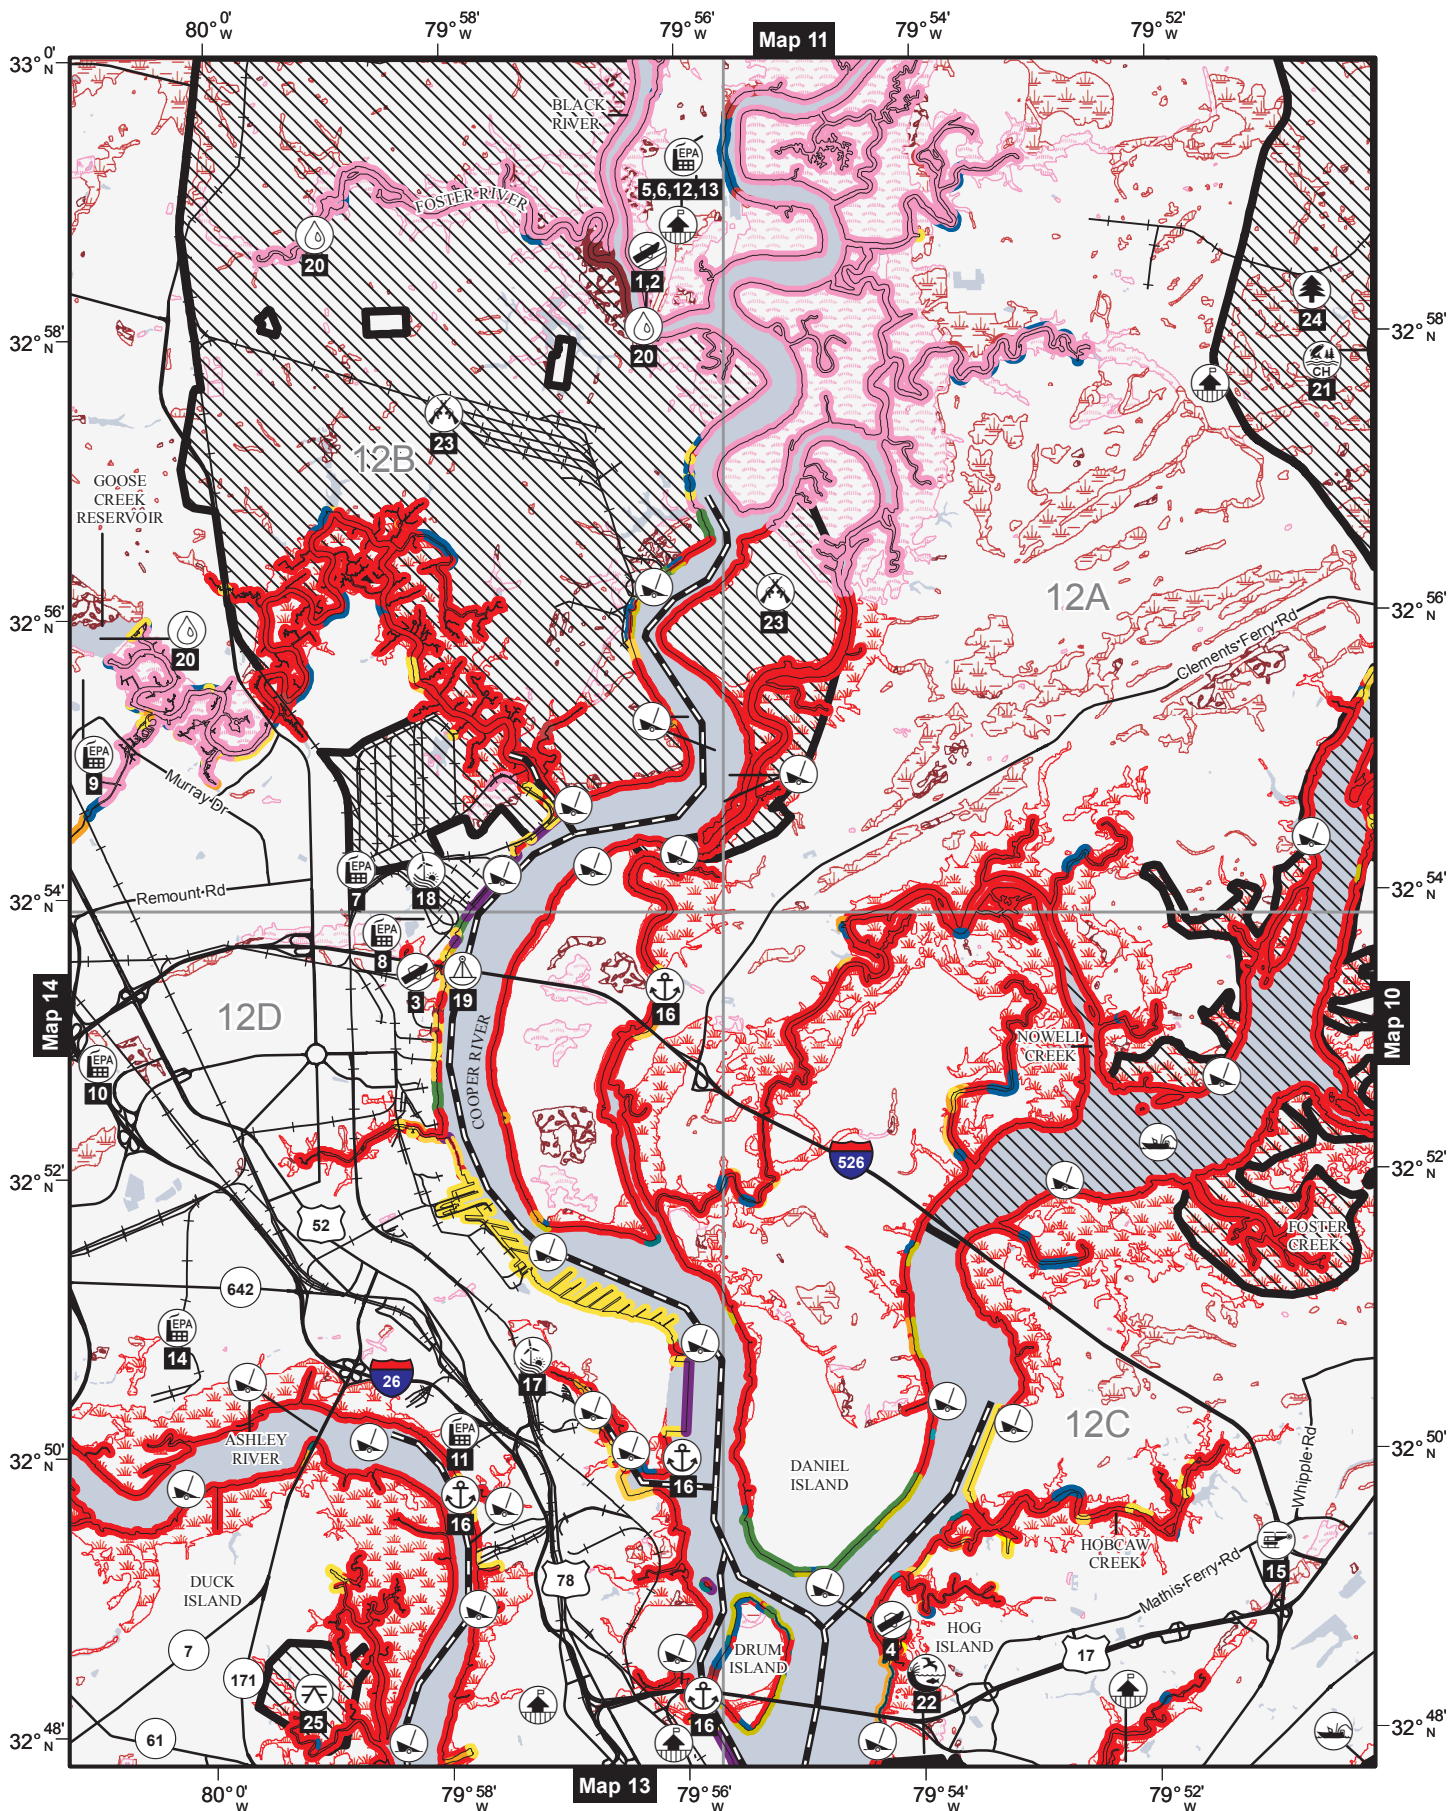 80° 0' W
79° 58' W
79° 56' W
Map 11
79° 54' W
79° 52' W
33° 0' N
BLACK
RIVER
EPA
5,6,12,13
FOSTER RIVER
20
1,2
20
32° 58' N
32° 58' N
24
CH
21
23
12B
GOOSE
CREEK
RESERVOIR
23
12A
32° 56' N
32° 56' N
20
Clements Ferry Rd
EPA
9
Murray Dr
EPA
7
18
Remount Rd
32° 54' N
32° 54' N
EPA
8
3
19
16
Map 14
12D
Map 10
COOPER RIVER
NOWELL
CREEK
EPA
10
526
32° 52' N
32° 52' N
52
FOSTER
CREEK
642
EPA
14
17
26
12C
EPA
11
ASHLEY
RIVER
32° 50' N
32° 50' N
16
16
DANIEL
ISLAND
Whipple Rd
HOBCAW
CREEK
15
Mathis Ferry Rd
DUCK
ISLAND
78
4
HOG
ISLAND
7
DRUM
ISLAND
17
171
22
25
16
61
32° 48' N
32° 48' N
80° 0' W
79° 58' W
Map 13
79° 56' W
79° 54' W
79° 52' W